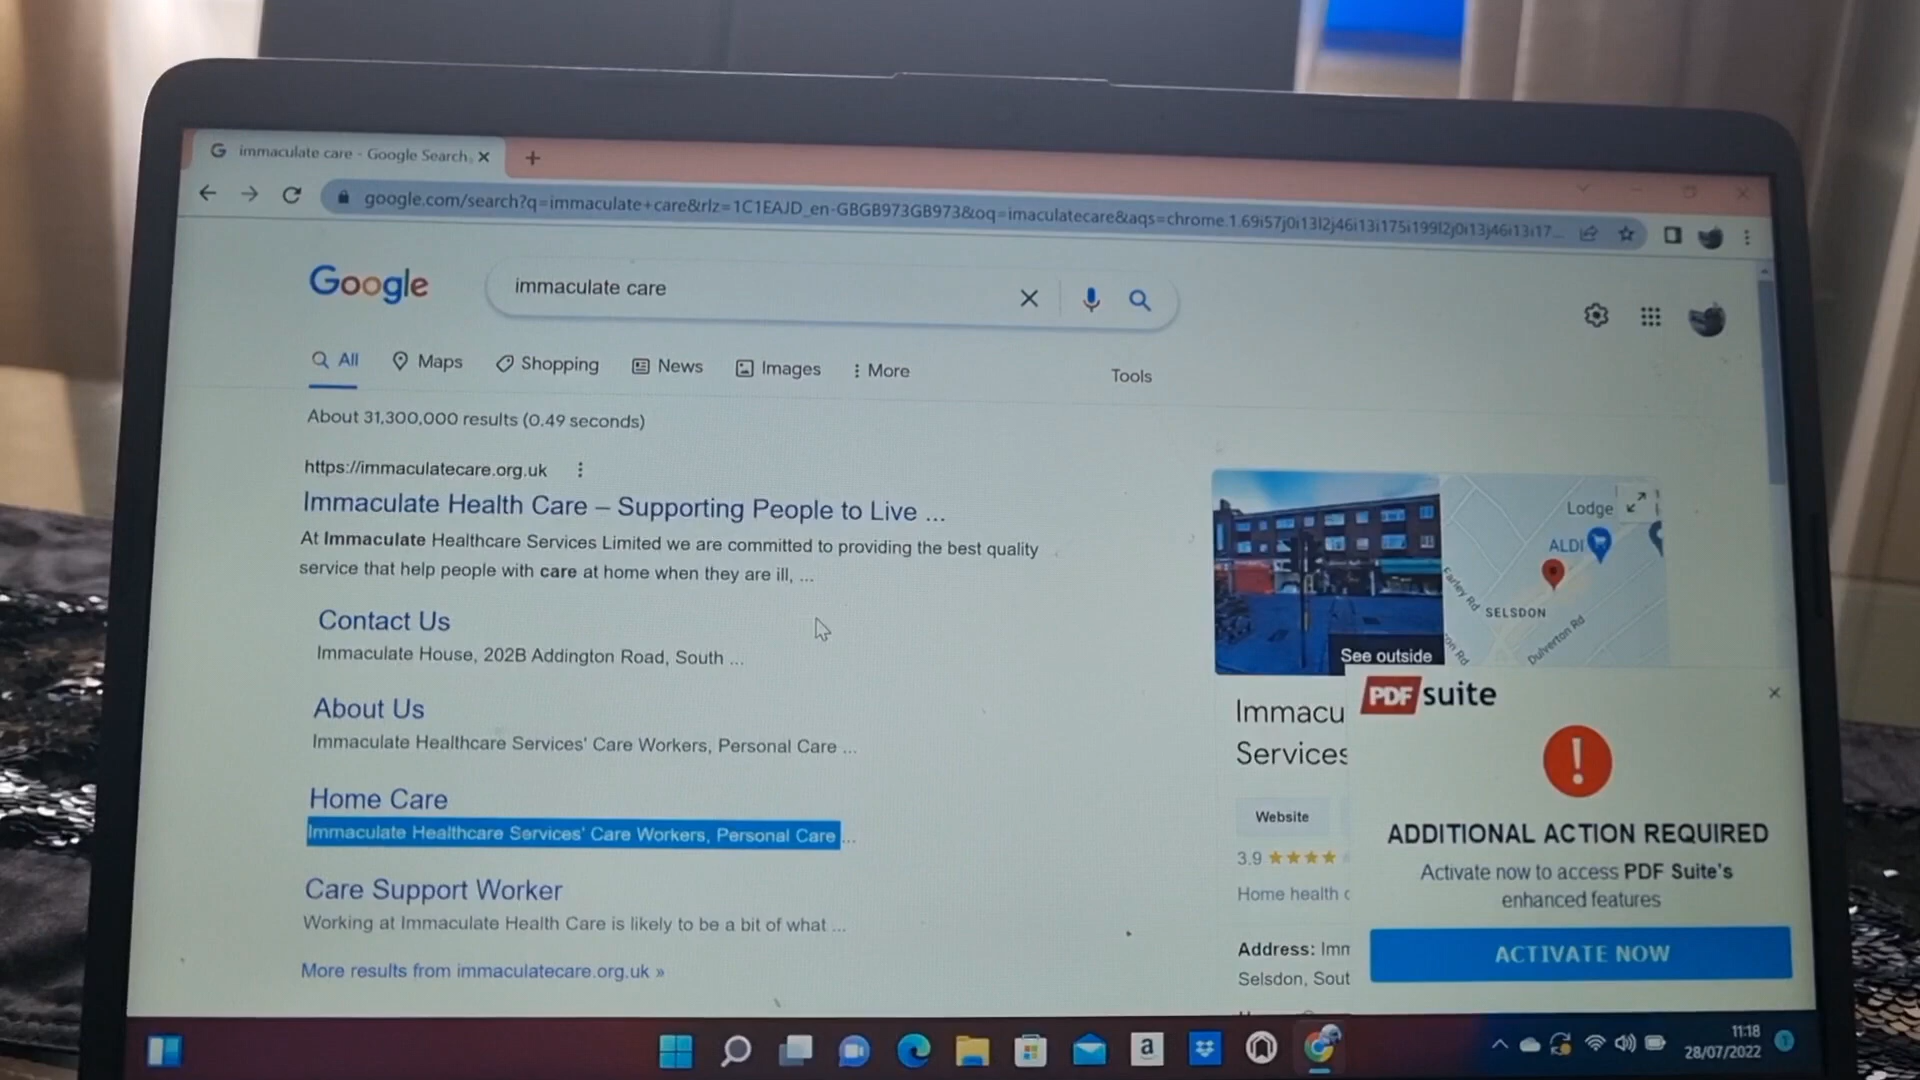 immaculate care - Google Search
google.com/search?q=immaculate+care&rlz=1C1EAJD_en-GBGB973GB973&oq=imaculatecare&aqs=chrome.1.69i57j0i13l2j46i13i175i199l2j0i13j46i13i17...
Google
immaculate care
All Maps Shopping News Images More Tools
About 31,300,000 results (0.49 seconds)
https://immaculatecare.org.uk
Immaculate Health Care – Supporting People to Live ...
At Immaculate Healthcare Services Limited we are committed to providing the best quality
service that help people with care at home when they are ill, ...
Contact Us
Immaculate House, 202B Addington Road, South ...
About Us
Immaculate Healthcare Services' Care Workers, Personal Care ...
Home Care
Immaculate Healthcare Services' Care Workers, Personal Care ...
Care Support Worker
Working at Immaculate Health Care is likely to be a bit of what ...
More results from immaculatecare.org.uk »
Lodge
ALDI
Farley Rd
SELSDON
Dulverton Rd
See outside
Immacu
Services
Website
3.9
Home health c
Address: Imm
Selsdon, Sout
PDF suite
!
ADDITIONAL ACTION REQUIRED
Activate now to access PDF Suite's
enhanced features
ACTIVATE NOW
a
11:18
28/07/2022
1